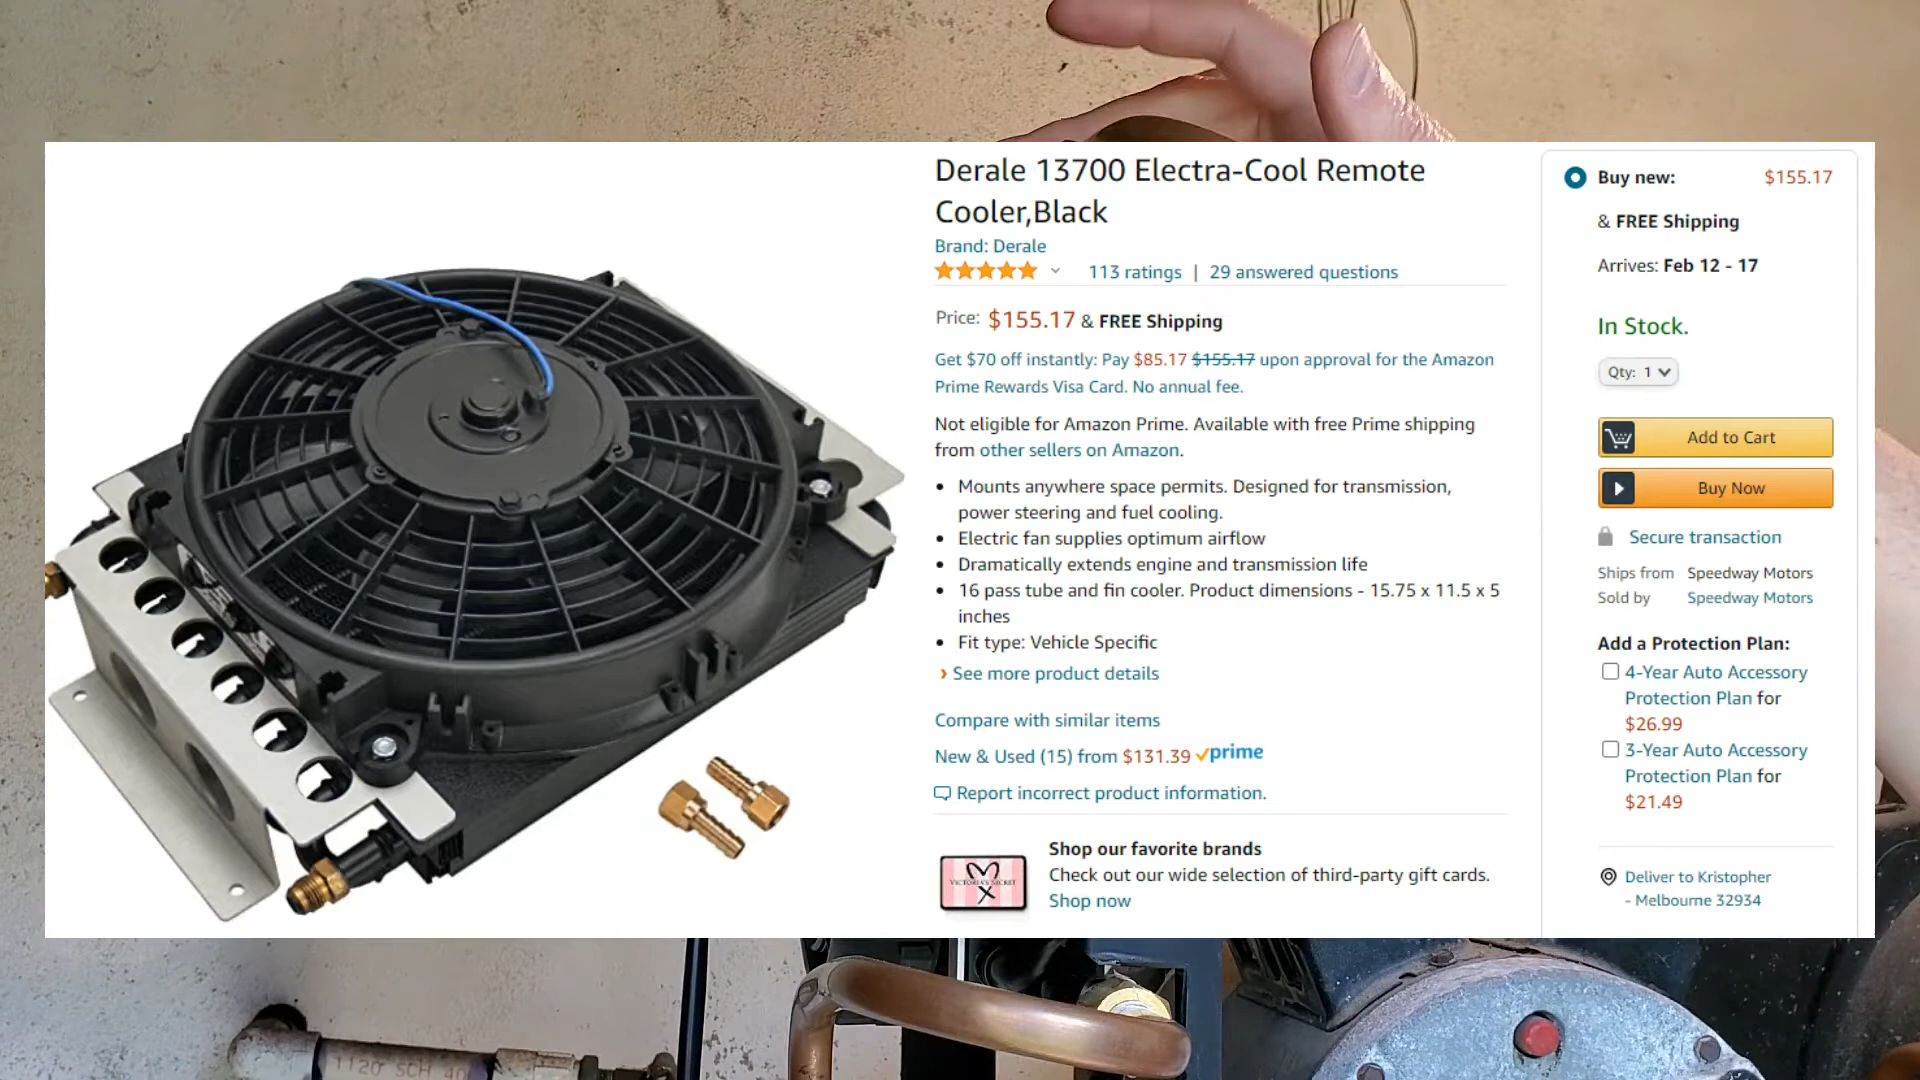 Derale 13700 Electra-Cool Remote
Cooler,Black
Brand: Derale
113 ratings | 29 answered questions
Price: $155.17 & FREE Shipping
Get $70 off instantly: Pay $85.17 $155.17 upon approval for the Amazon
Prime Rewards Visa Card. No annual fee.
Not eligible for Amazon Prime. Available with free Prime shipping
from other sellers on Amazon.
• Mounts anywhere space permits. Designed for transmission,
power steering and fuel cooling.
• Electric fan supplies optimum airflow
• Dramatically extends engine and transmission life
• 16 pass tube and fin cooler. Product dimensions - 15.75 x 11.5 x 5
inches
• Fit type: Vehicle Specific
› See more product details
Compare with similar items
New & Used (15) from $131.39 prime
Report incorrect product information.
VICTORIA'S SECRET
Shop our favorite brands
Check out our wide selection of third-party gift cards.
Shop now
Buy new: $155.17
& FREE Shipping
Arrives: Feb 12 - 17
In Stock.
Qty: 1
Add to Cart
Buy Now
Secure transaction
Ships from Speedway Motors
Sold by Speedway Motors
Add a Protection Plan:
4-Year Auto Accessory
Protection Plan for
$26.99
3-Year Auto Accessory
Protection Plan for
$21.49
Deliver to Kristopher
- Melbourne 32934
1120 SCH 40